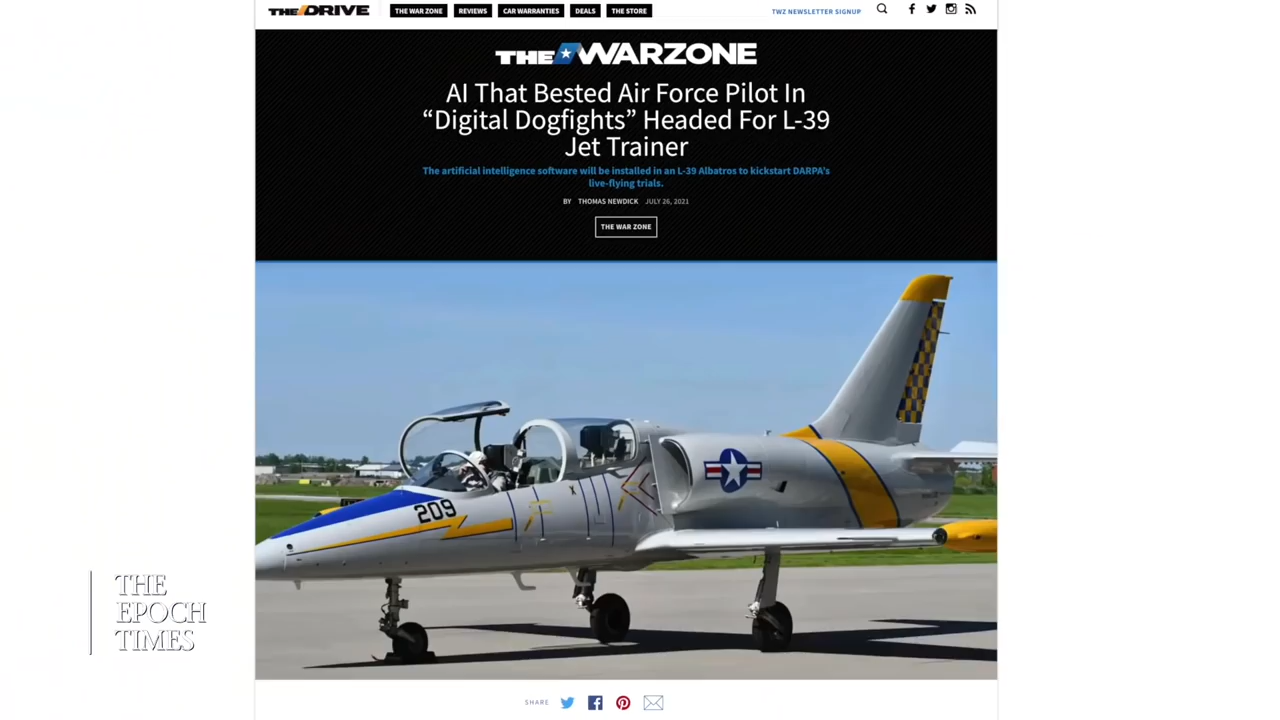 THE DRIVE THE WAR ZONE REVIEWS CAR WARRANTIES DEALS THE STORE TWZ NEWSLETTER SIGNUP
THE WARZONE
AI That Bested Air Force Pilot In
“Digital Dogfights” Headed For L-39
Jet Trainer
The artificial intelligence software will be installed in an L-39 Albatros to kickstart DARPA's
live-flying trials.
BY THOMAS NEWDICK JULY 26, 2021
THE WAR ZONE
209
THE
EPOCH
TIMES
SHARE